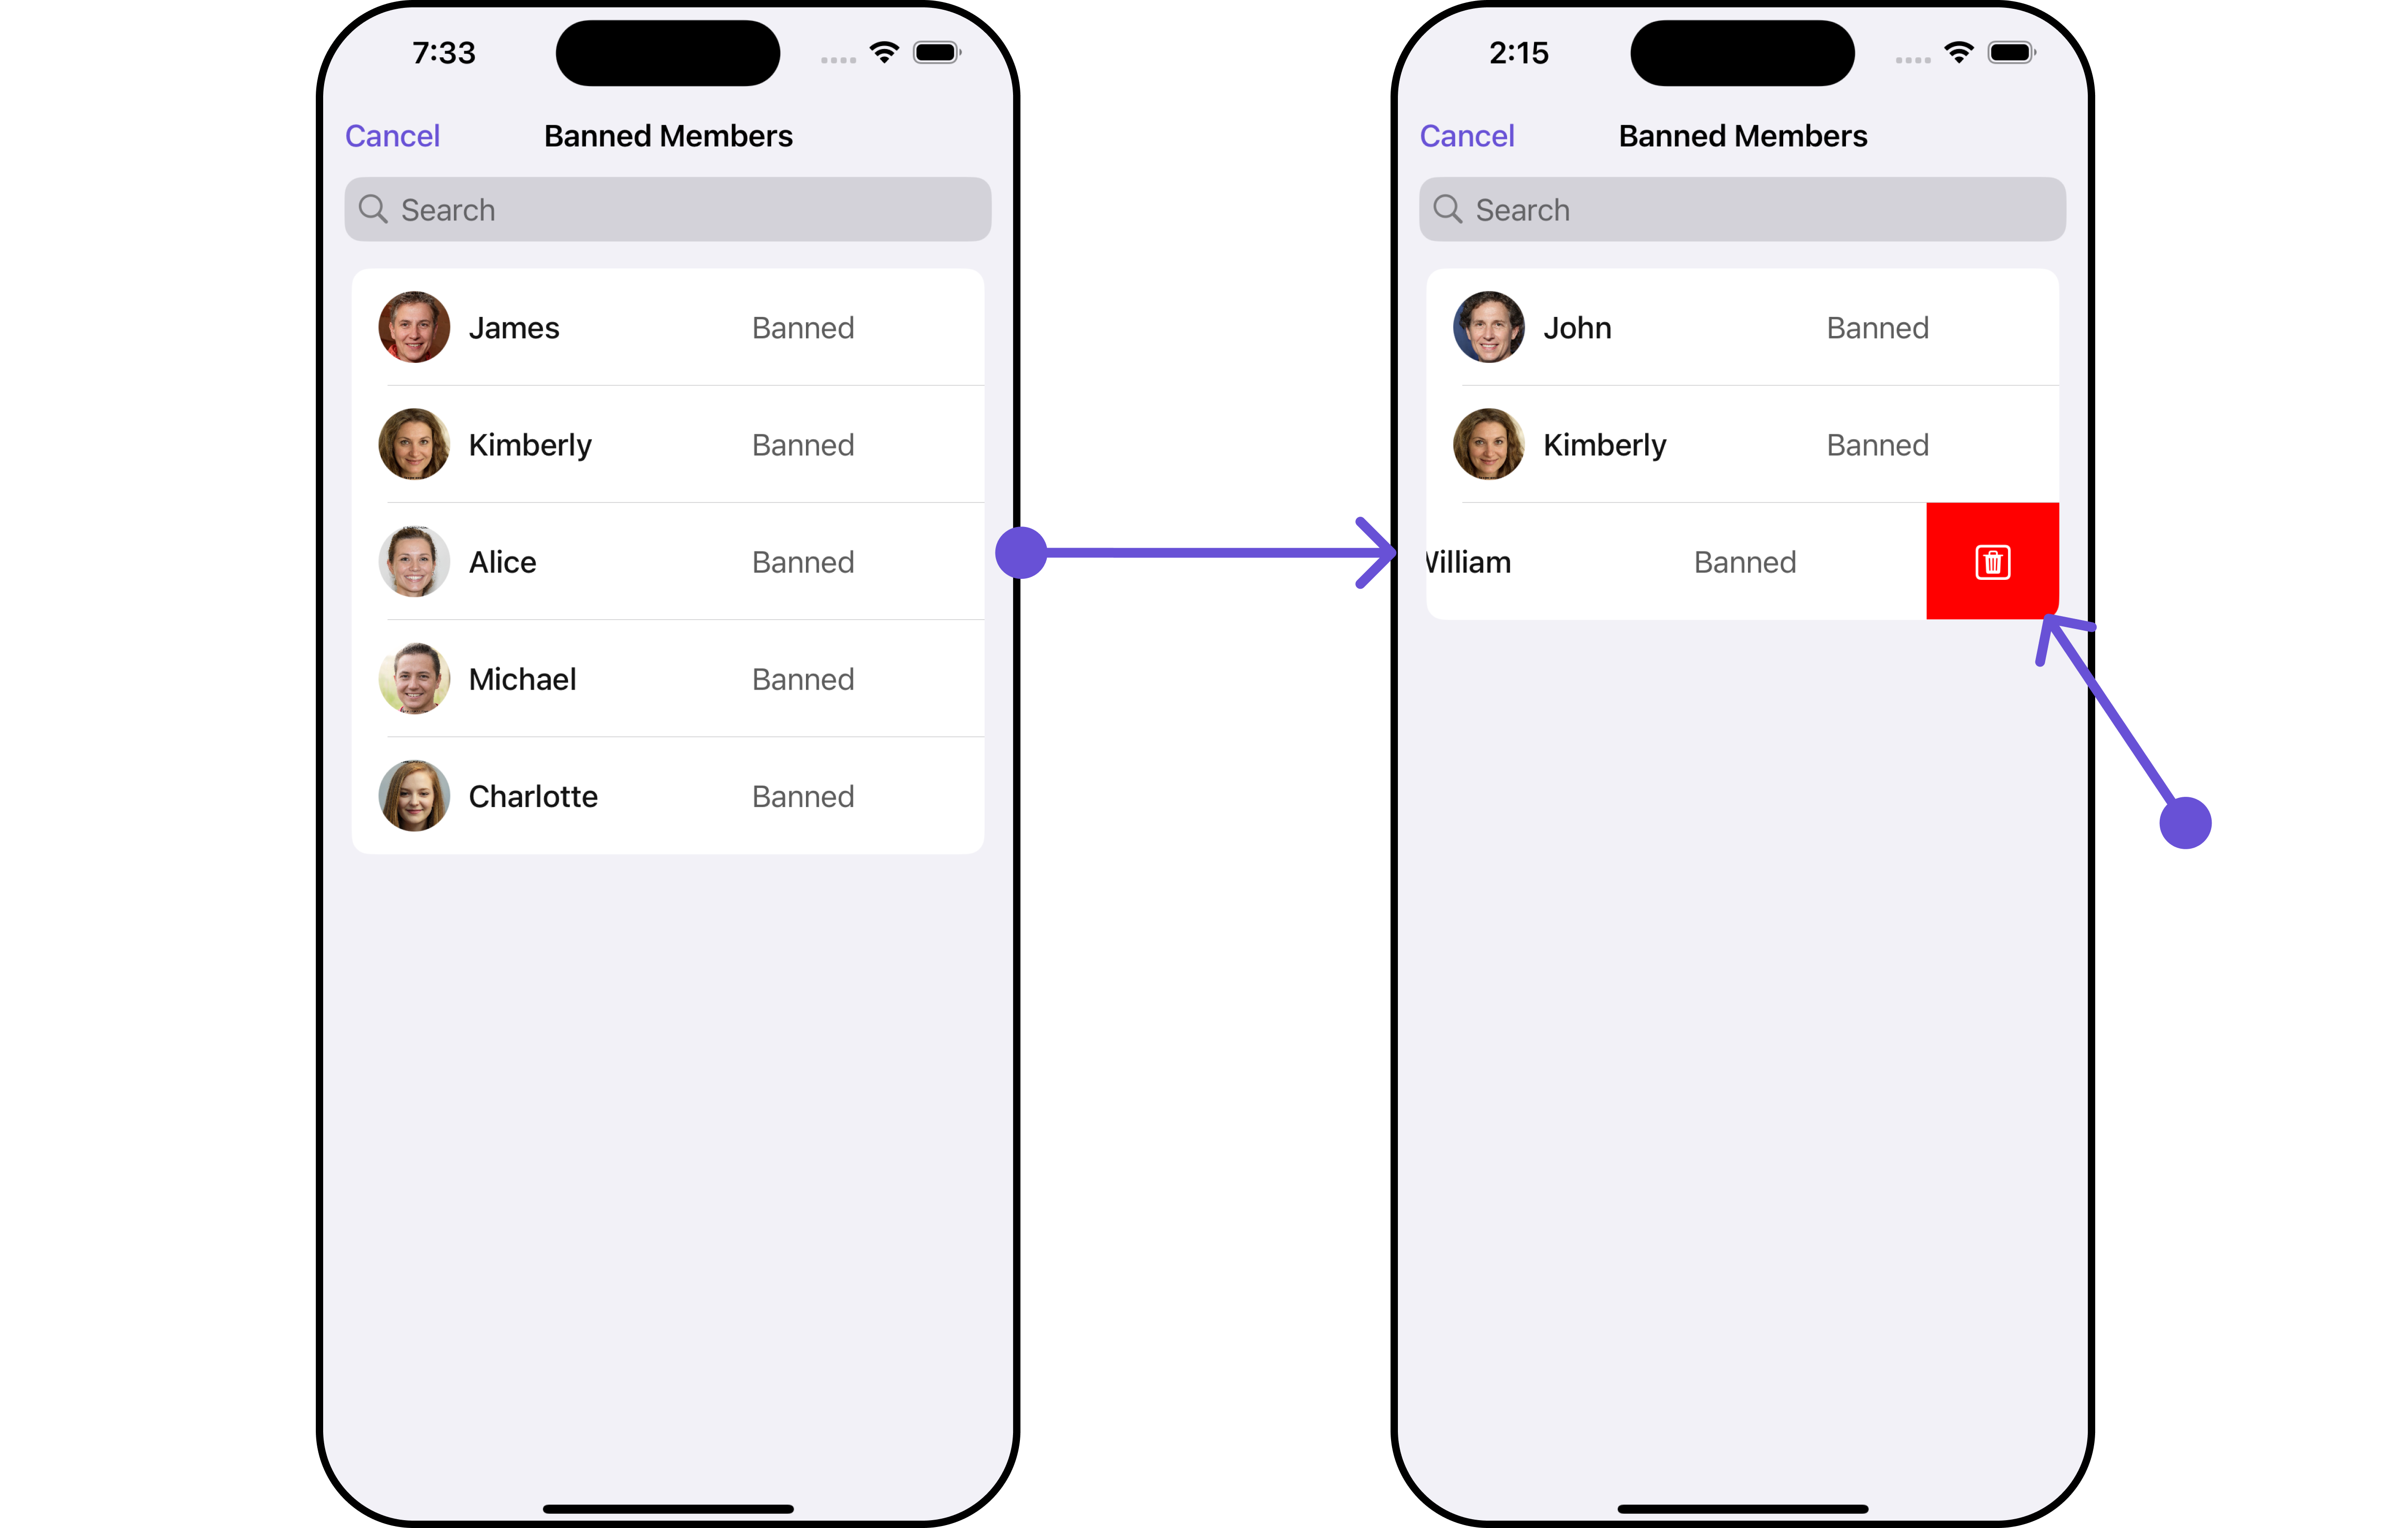 7:33
Cancel Banned Members
Search
James Banned
Kimberly Banned
Alice Banned
Michael Banned
Charlotte Banned
2:15
Cancel Banned Members
Search
John Banned
Kimberly Banned
William Banned